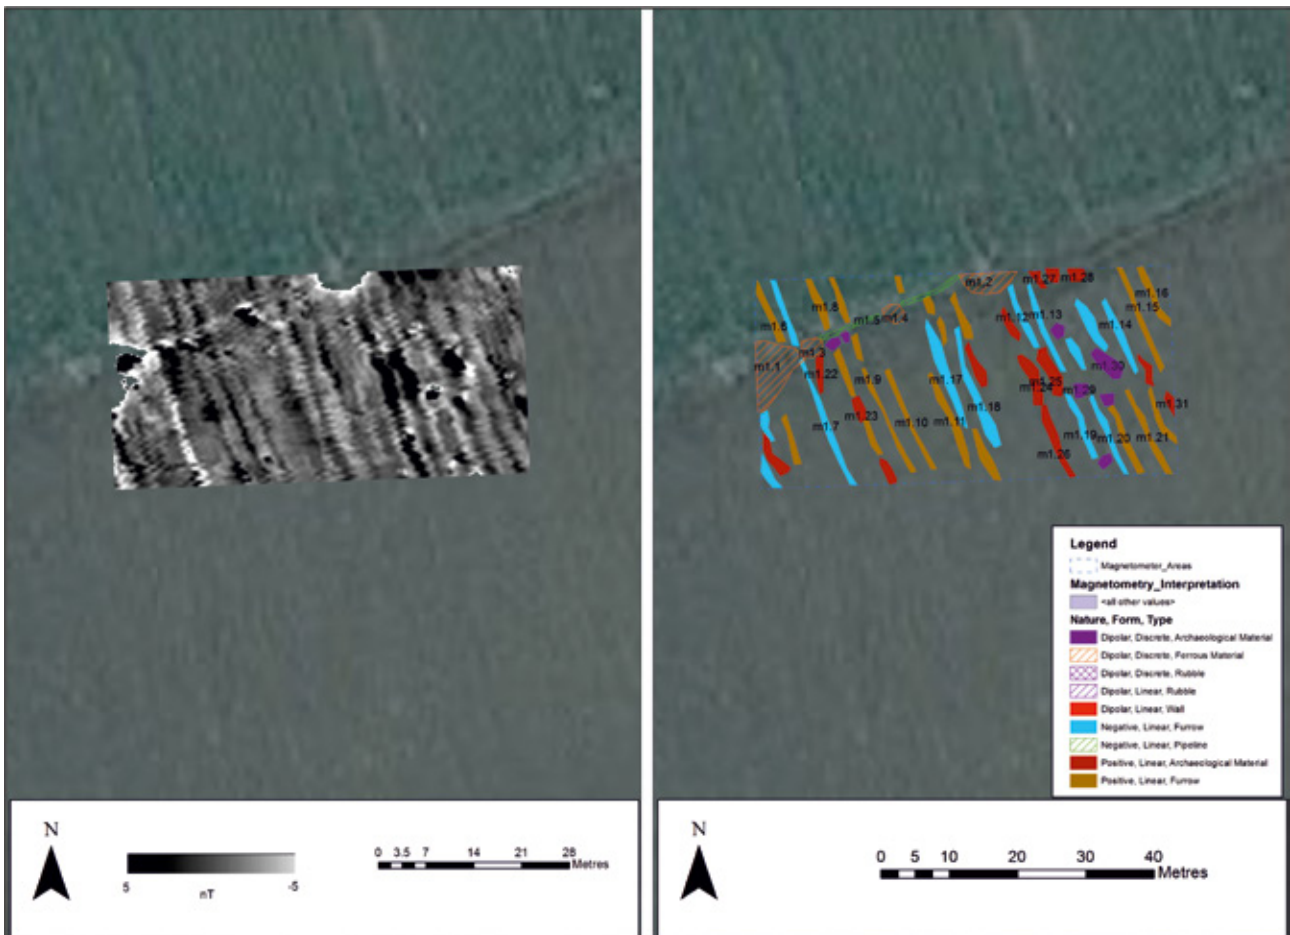 N
5
nT
-5
0 3.5 7 14 21 28
Metres
m1.2
m1.27
m1.28
m1.16
m1.15
m1.6
m1.8
m1.5
m1.4
m1.12
m1.13
m1.14
m1.1
m1.3
m1.22
m1.9
m1.17
m1.25
m1.24
m1.30
m1.29
m1.7
m1.23
m1.10
m1.11
m1.18
m1.31
m1.19
m1.20
m1.21
m1.26
Legend
Magnetometer_Areas
Magnetometry_Interpretation
<all other values>
Nature, Form, Type
Dipolar, Discrete, Archaeological Material
Dipolar, Discrete, Ferrous Material
Dipolar, Discrete, Rubble
Dipolar, Linear, Rubble
Dipolar, Linear, Wall
Negative, Linear, Furrow
Negative, Linear, Pipeline
Positive, Linear, Archaeological Material
Positive, Linear, Furrow
N
0 5 10 20 30 40
Metres